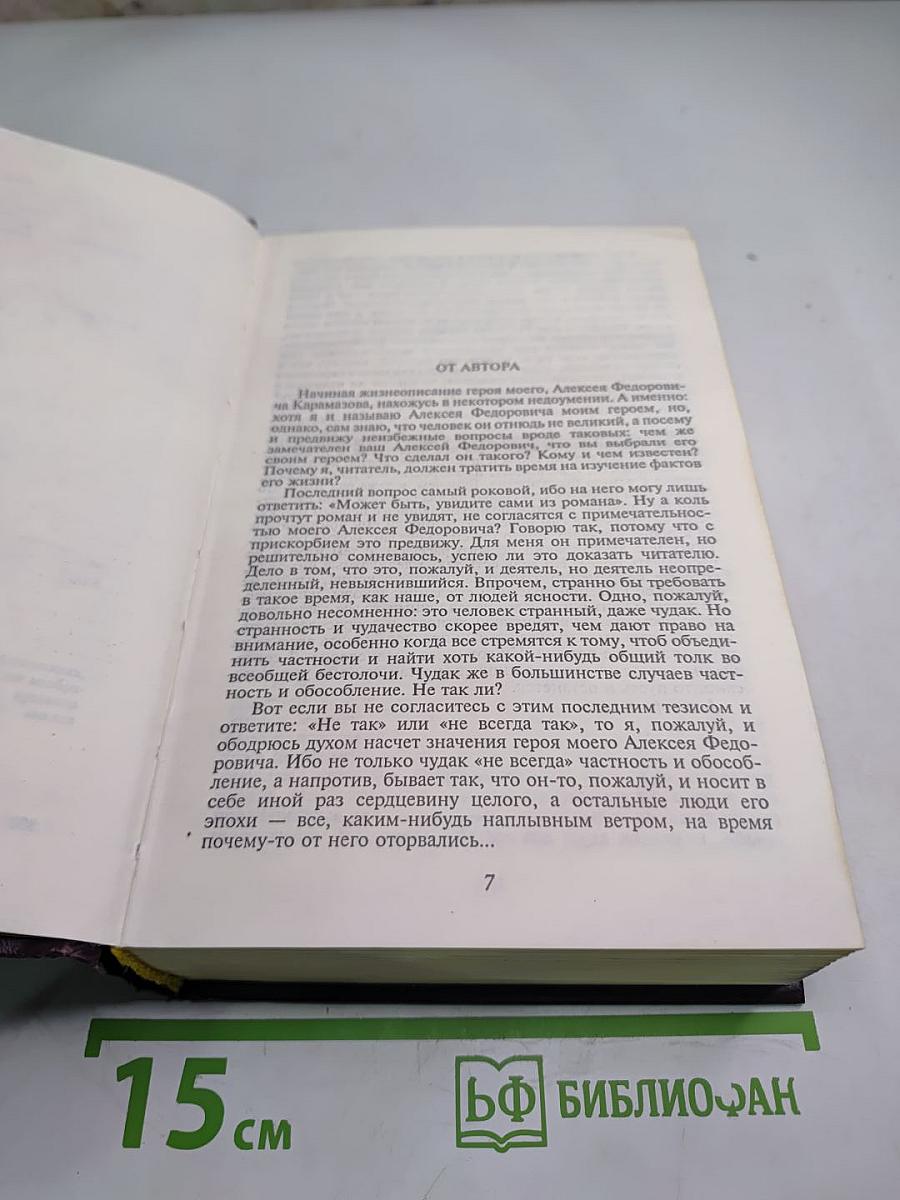 ОТ АВТОРА
Начиная жизнеописание героя моего, Алексея Федорови-
ча Карамазова, нахожусь в некотором недоумении. А именно:
хотя я и называю Алексея Федоровича моим героем, но,
однако, сам знаю, что человек он отнюдь не великий, а посему
и предвижу неизбежные вопросы вроде таковых: чем же
замечателен ваш Алексей Федорович, что вы выбрали его
своим героем? Что сделал он такого? Кому и чем известен?
Почему я, читатель, должен тратить время на изучение фактов
его жизни?
Последний вопрос самый роковой, ибо на него могу лишь
ответить: «Может быть, увидите сами из романа». Ну а коль
прочтут роман и не увидят, не согласятся с примечательнос-
тью моего Алексея Федоровича? Говорю так, потому что с
прискорбием это предвижу. Для меня он примечателен, но
решительно сомневаюсь, успею ли это доказать читателю.
Дело в том, что это, пожалуй, и деятель, но деятель неопре-
деленный, невыяснившийся. Впрочем, странно бы требовать
в такое время, как наше, от людей ясности. Одно, пожалуй,
довольно несомненно: это человек странный, даже чудак. Но
странность и чудачество скорее вредят, чем дают право на
внимание, особенно когда все стремятся к тому, чтоб объеди-
нить частности и найти хоть какой-нибудь общий толк во
всеобщей бестолочи. Чудак же в большинстве случаев част-
ность и обособление. Не так ли?
Вот если вы не согласитесь с этим последним тезисом и
ответите: «Не так» или «не всегда так», то я, пожалуй, и
ободрюсь духом насчет значения героя моего Алексея Федо-
ровича. Ибо не только чудак «не всегда» частность и обособ-
ление, а напротив, бывает так, что он-то, пожалуй, и носит в
себе иной раз сердцевину целого, а остальные люди его
эпохи — все, каким-нибудь наплывным ветром, на время
почему-то от него оторвались...
7
15 см
БФ БИБЛИОФАН